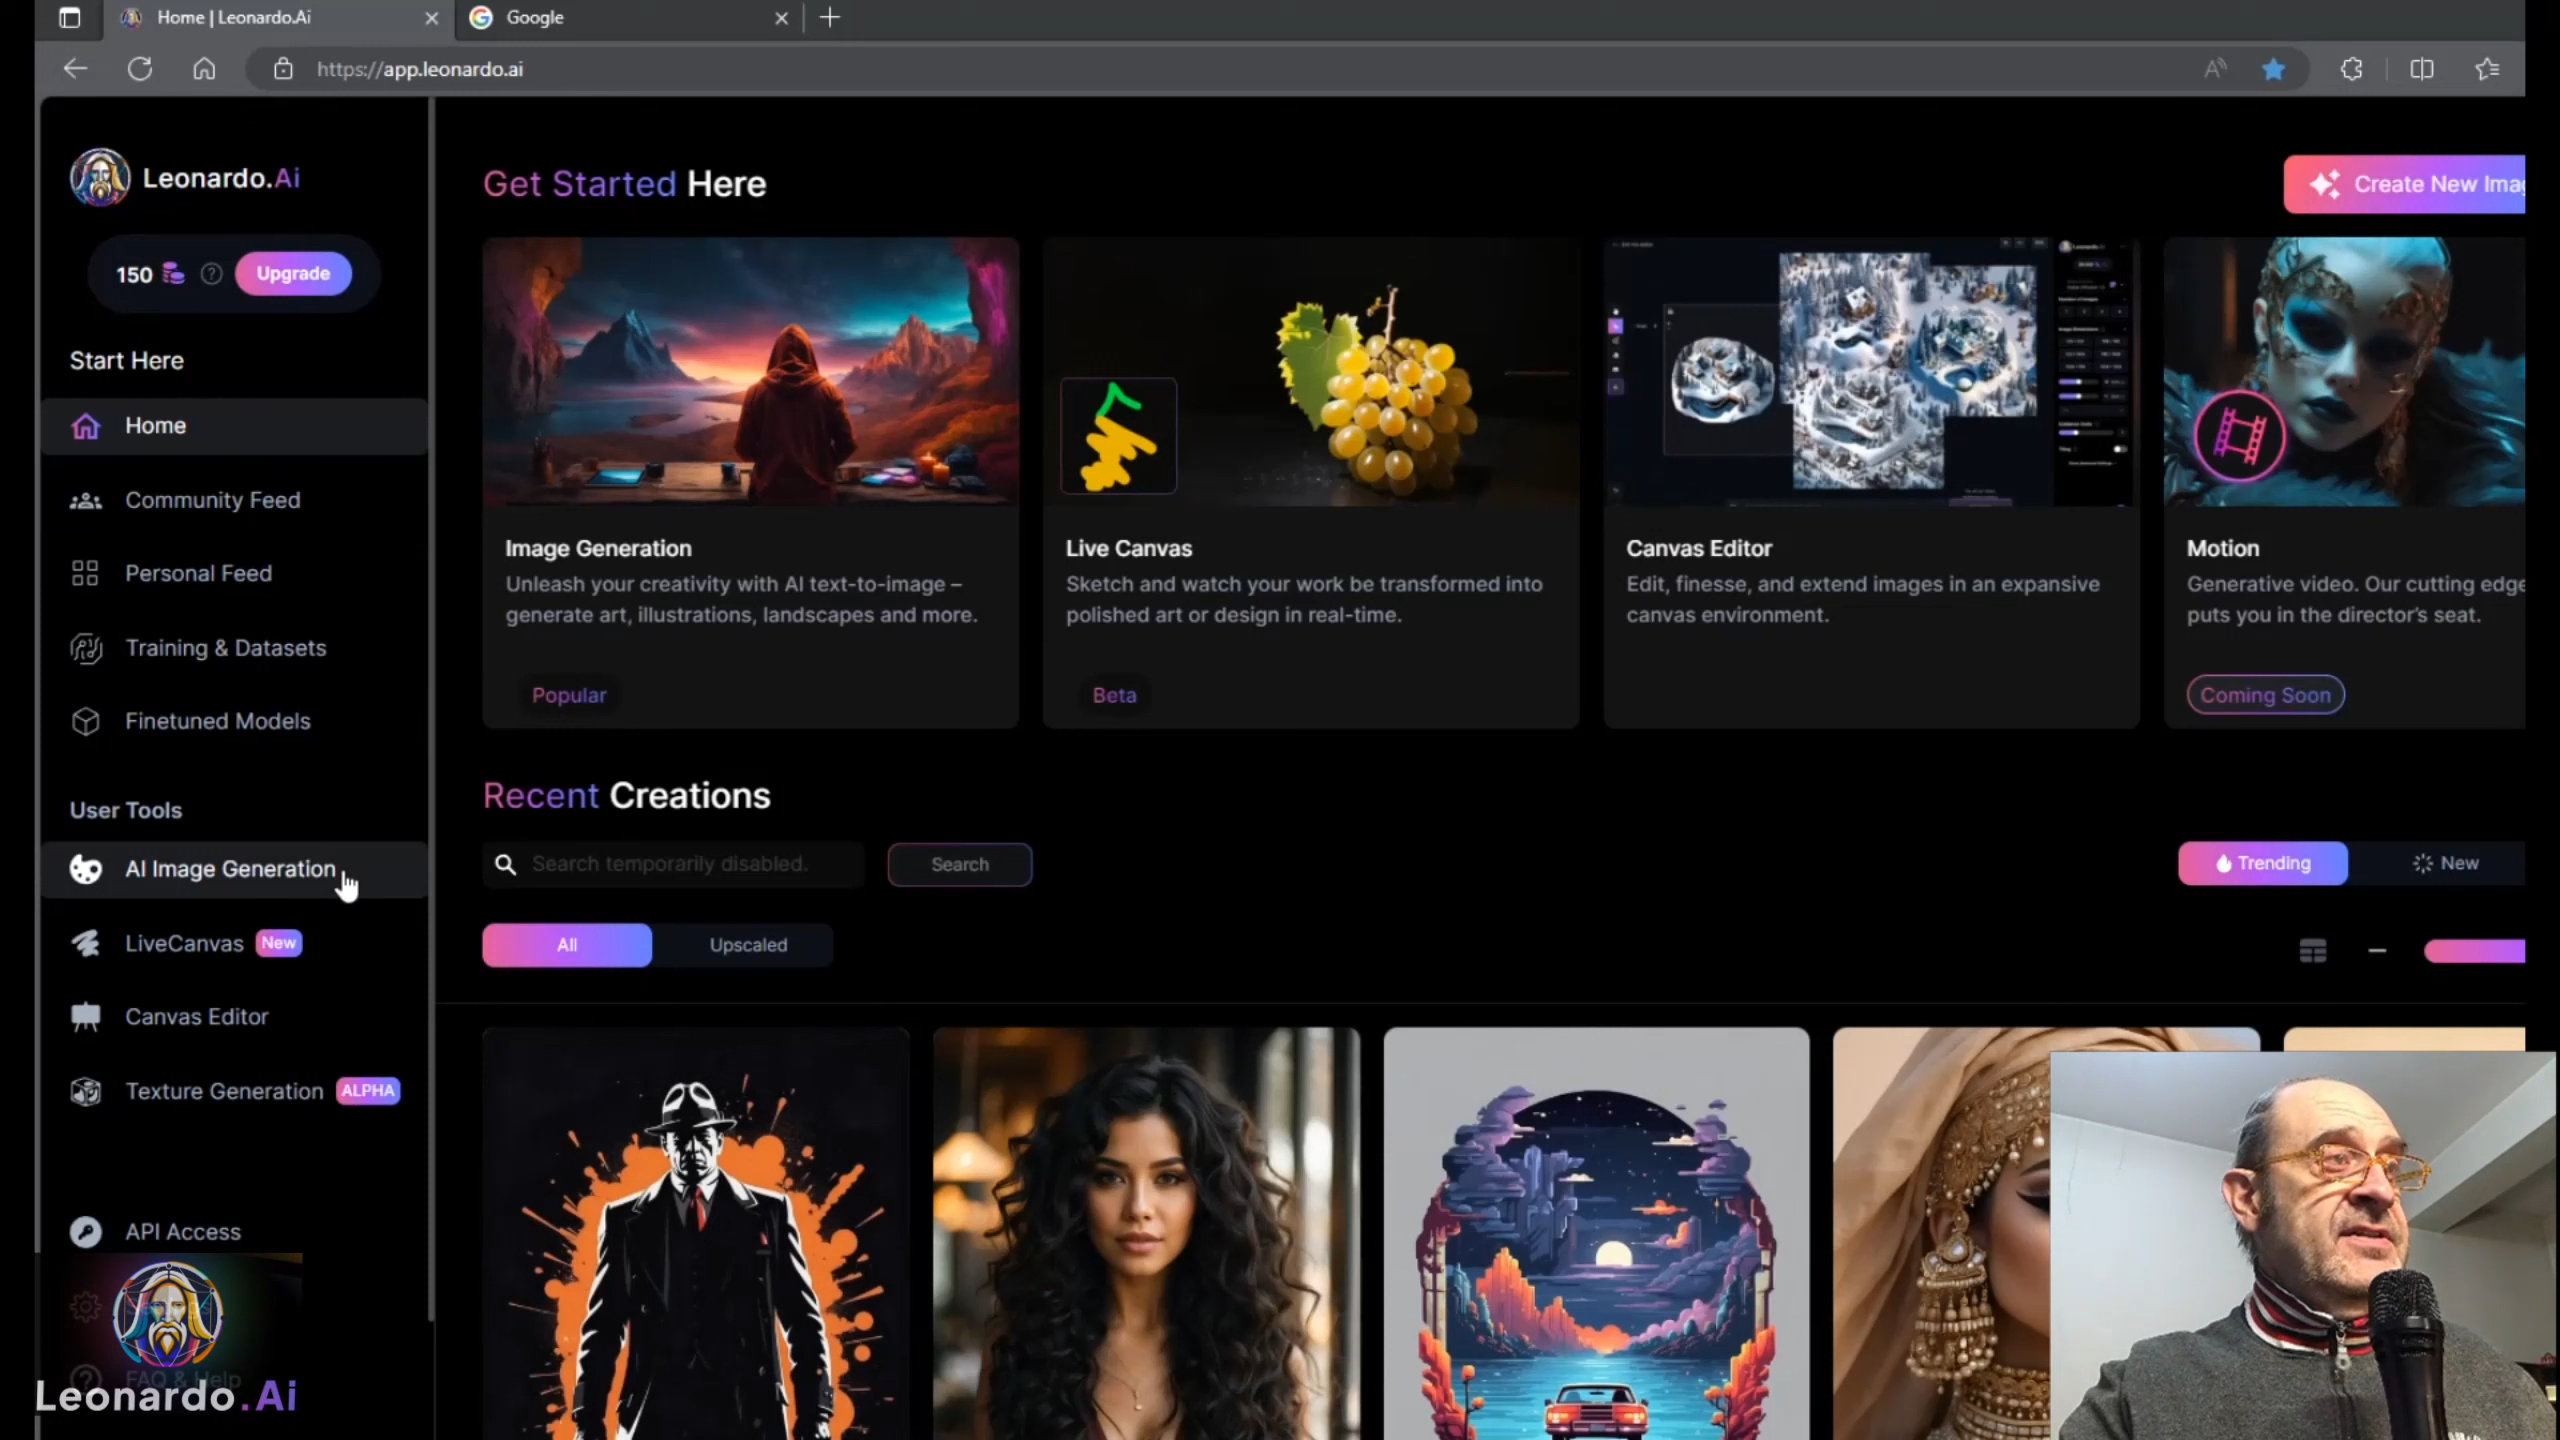 Home | Leonardo.Ai
Google
https://app.leonardo.ai
Leonardo.Ai
150
Upgrade
Start Here
Home
Community Feed
Personal Feed
Training & Datasets
Finetuned Models
User Tools
AI Image Generation
LiveCanvas New
Canvas Editor
Texture Generation ALPHA
API Access
FAQ & Help
Leonardo.Ai
Get Started Here
Create New Imag
Image Generation
Unleash your creativity with AI text-to-image –
generate art, illustrations, landscapes and more.
Popular
Live Canvas
Sketch and watch your work be transformed into
polished art or design in real-time.
Beta
Canvas Editor
Edit, finesse, and extend images in an expansive
canvas environment.
Motion
Generative video. Our cutting edge
puts you in the director's seat.
Coming Soon
Recent Creations
Search temporarily disabled.
Search
Trending
New
All
Upscaled